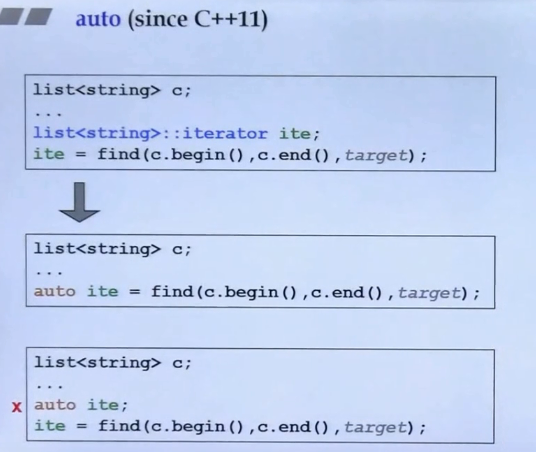 auto (since C++11)
list<string> c;
...
list<string>::iterator ite;
ite = find(c.begin(),c.end(),target);
list<string> c;
...
auto ite = find(c.begin(),c.end(),target);
list<string> c;
...
x auto ite;
ite = find(c.begin(),c.end(),target);